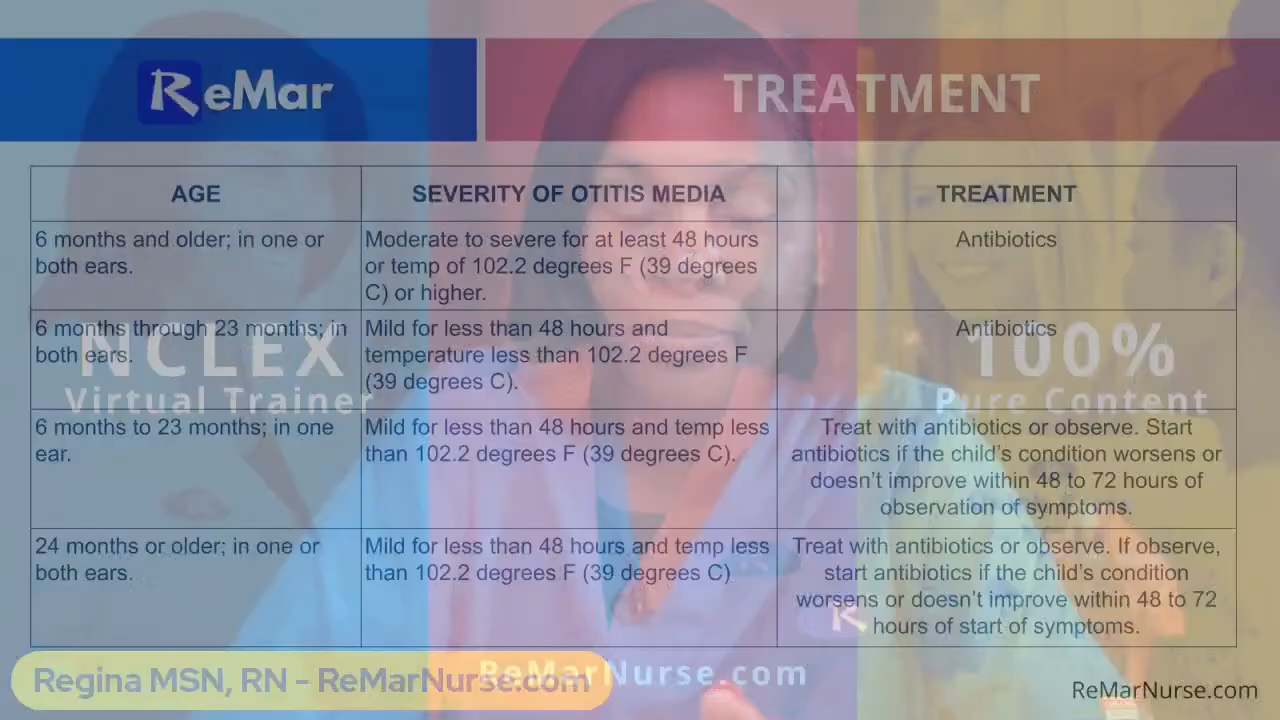 ReMar
TREATMENT
AGE
SEVERITY OF OTITIS MEDIA
TREATMENT
6 months and older; in one or
both ears.
Moderate to severe for at least 48 hours
or temp of 102.2 degrees F (39 degrees
C) or higher.
Antibiotics
6 months through 23 months; in
both ears.
Mild for less than 48 hours and
temperature less than 102.2 degrees F
(39 degrees C).
Antibiotics
6 months to 23 months; in one
ear.
Mild for less than 48 hours and temp less
than 102.2 degrees F (39 degrees C).
Treat with antibiotics or observe. Start
antibiotics if the child's condition worsens or
doesn't improve within 48 to 72 hours of
observation of symptoms.
24 months or older; in one or
both ears.
Mild for less than 48 hours and temp less
than 102.2 degrees F (39 degrees C)
Treat with antibiotics or observe. If observe,
start antibiotics if the child's condition
worsens or doesn't improve within 48 to 72
hours of start of symptoms.
NCLEX
Virtual Trainer
100%
Pure Content
Regina MSN, RN - ReMarNurse.com
ReMarNurse.com
ReMarNurse.com